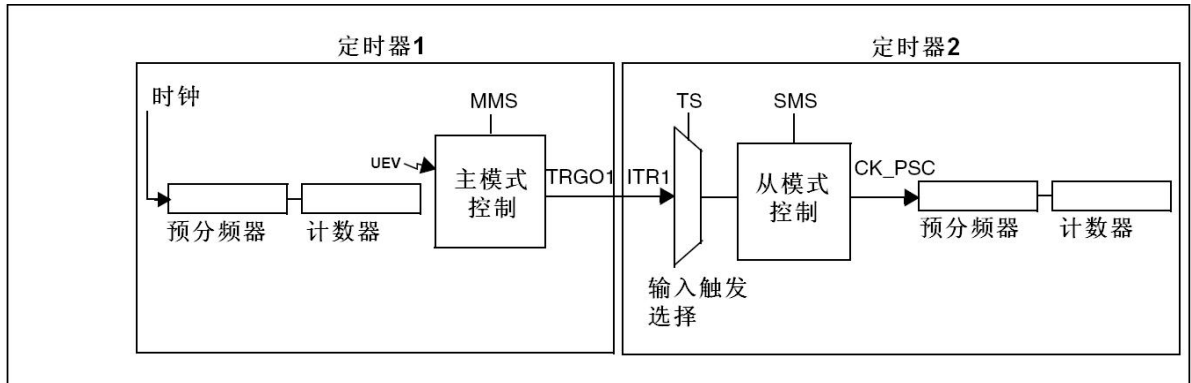 定时器1
时钟
MMS
UEV
主模式
控制
TRGO1
预分频器
计数器
定时器2
TS
SMS
ITR1
从模式
控制
CK_PSC
预分频器
计数器
输入触发
选择